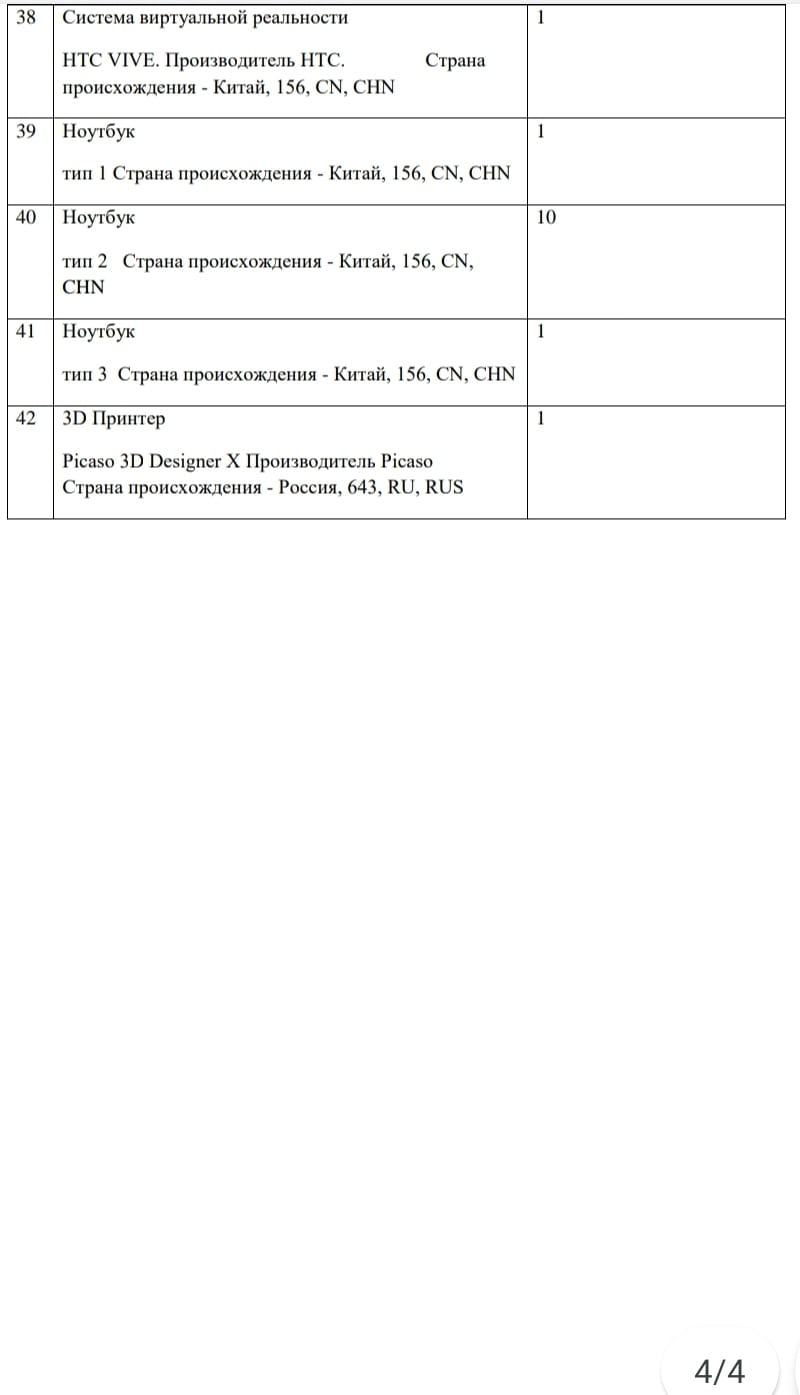 38 Система виртуальной реальности 1
HTC VIVE. Производитель HTC. Страна
происхождения - Китай, 156, CN, CHN
39 Ноутбук 1
тип 1 Страна происхождения - Китай, 156, CN, CHN
40 Ноутбук 10
тип 2 Страна происхождения - Китай, 156, CN,
CHN
41 Ноутбук 1
тип 3 Страна происхождения - Китай, 156, CN, CHN
42 3D Принтер 1
Picaso 3D Designer X Производитель Picaso
Страна происхождения - Россия, 643, RU, RUS
4/4